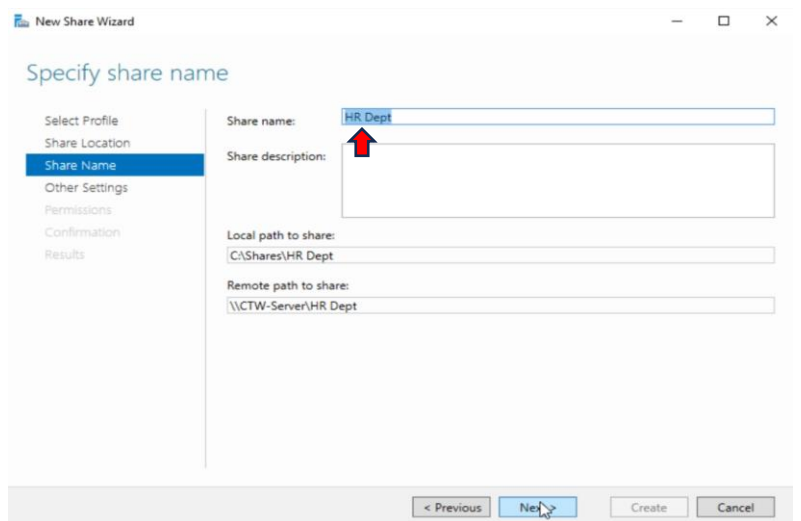 New Share Wizard
Specify share name
Select Profile
Share Location
Share Name
Other Settings
Permissions
Confirmation
Results
Share name:
HR Dept
Share description:
Local path to share:
C:\Shares\HR Dept
Remote path to share:
\\CTW-Server\HR Dept
< Previous
Next >
Create
Cancel